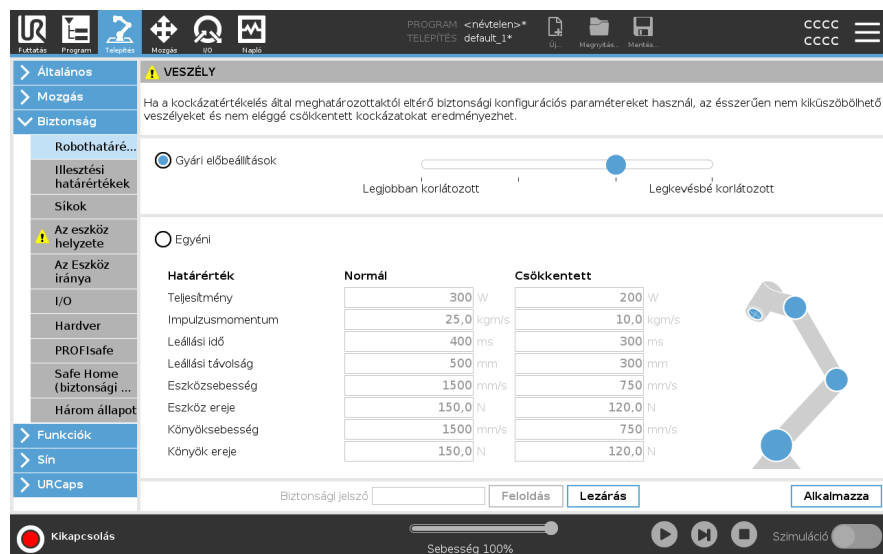 PROGRAM <névtelen>*
TELEPÍTÉS default_1*
CCCC
CCCC
Futtatás Program Telepítés Mozgás I/O Napló Új... Megnyitás... Mentés...
Általános
Mozgás
Biztonság
Robothatáré...
Illesztési
határértékek
Síkok
Az eszköz
helyzete
Az Eszköz
iránya
I/O
Hardver
PROFIsafe
Safe Home
(biztonsági ...
Három állapot
Funkciók
Sín
URCaps
VESZÉLY
Ha a kockázatértékelés által meghatározottaktól eltérő biztonsági konfigurációs paramétereket használ, az ésszerűen nem kiküszöbölhető
veszélyeket és nem eléggé csökkentett kockázatokat eredményezhet.
Gyári előbeállítások
Legjobban korlátozott Legkevésbé korlátozott
Egyéni
Határérték Normál Csökkentett
Teljesítmény 300 W 200 W
Impulzusmomentum 25,0 kgm/s 10,0 kgm/s
Leállási idő 400 ms 300 ms
Leállási távolság 500 mm 300 mm
Eszközsebesség 1500 mm/s 750 mm/s
Eszköz ereje 150,0 N 120,0 N
Könyöksebesség 1500 mm/s 750 mm/s
Könyök ereje 150,0 N 120,0 N
Biztonsági jelszó Feloldás Lezárás Alkalmazza
Kikapcsolás
Sebesség 100%
Szimuláció